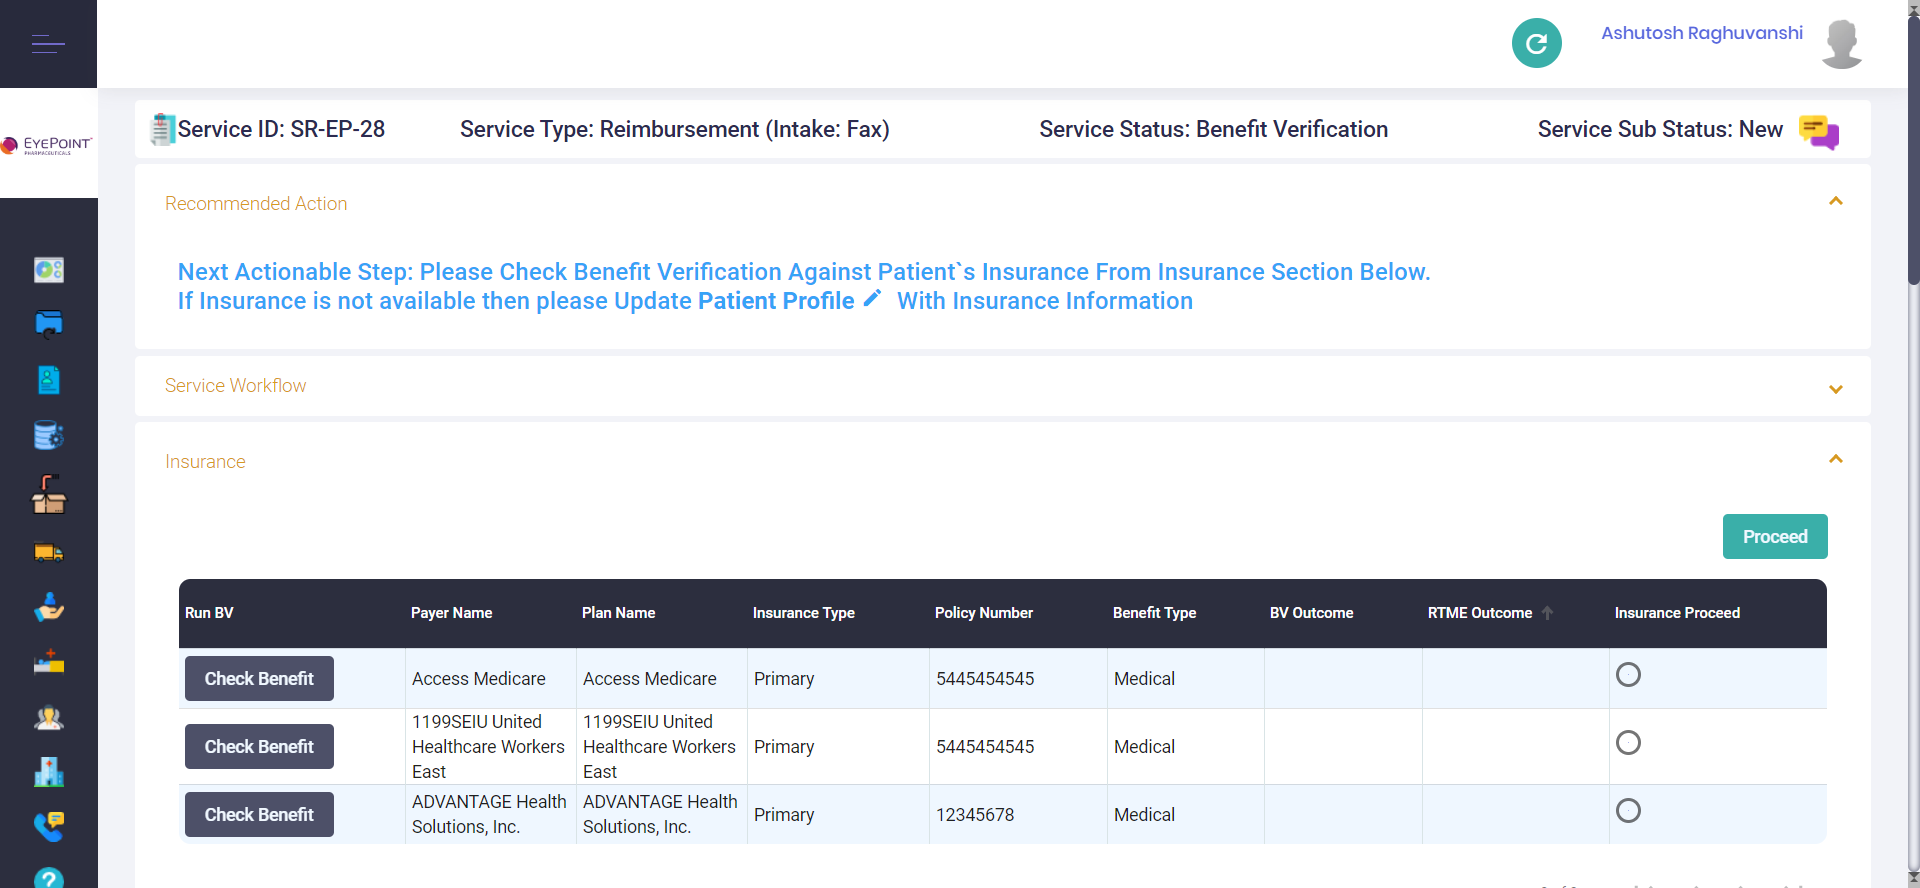 Ashutosh Raghuvanshi
EYEPOINT
PHARMACEUTICALS
Service ID: SR-EP-28 Service Type: Reimbursement (Intake: Fax) Service Status: Benefit Verification Service Sub Status: New
Recommended Action
Next Actionable Step: Please Check Benefit Verification Against Patient`s Insurance From Insurance Section Below.
If Insurance is not available then please Update Patient Profile With Insurance Information
Service Workflow
Insurance
Proceed
Run BV Payer Name Plan Name Insurance Type Policy Number Benefit Type BV Outcome RTME Outcome Insurance Proceed
Check Benefit Access Medicare Access Medicare Primary 5445454545 Medical
1199SEIU United 1199SEIU United
Check Benefit Healthcare Workers Healthcare Workers Primary 5445454545 Medical
East East
ADVANTAGE Health ADVANTAGE Health
Check Benefit Solutions, Inc. Solutions, Inc. Primary 12345678 Medical